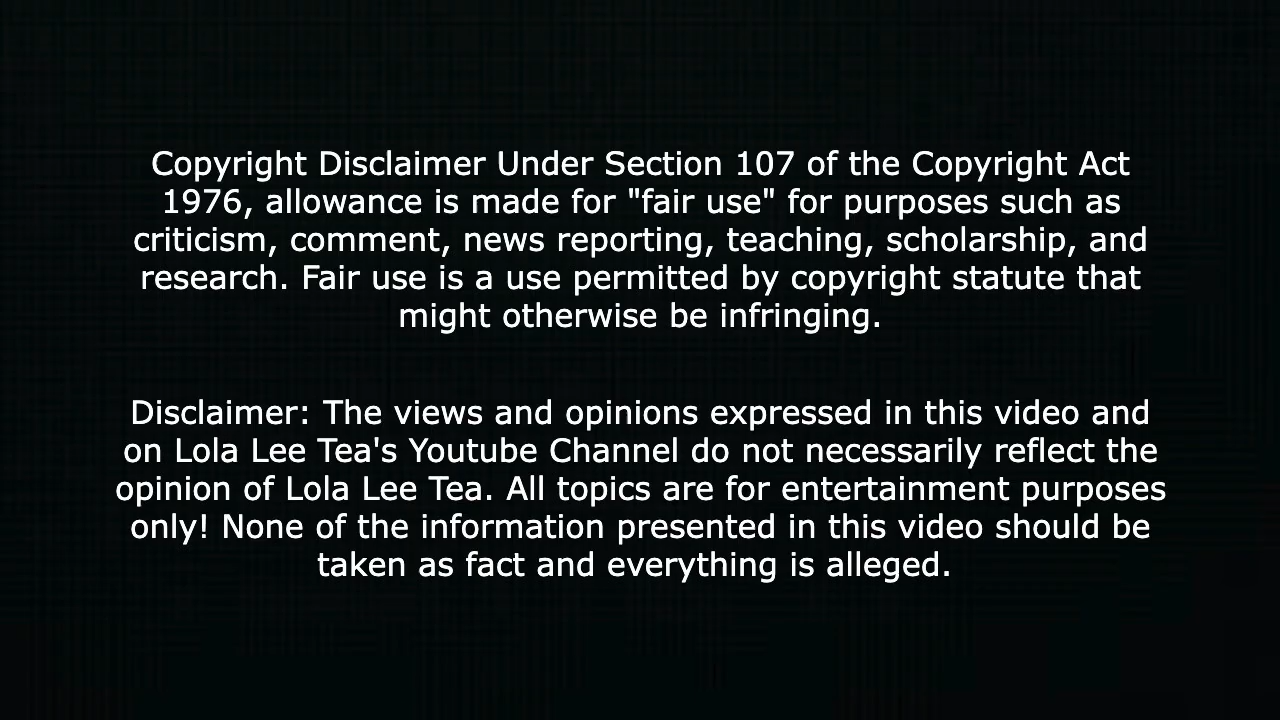 Copyright Disclaimer Under Section 107 of the Copyright Act
1976, allowance is made for "fair use" for purposes such as
criticism, comment, news reporting, teaching, scholarship, and
research. Fair use is a use permitted by copyright statute that
might otherwise be infringing.
Disclaimer: The views and opinions expressed in this video and
on Lola Lee Tea's Youtube Channel do not necessarily reflect the
opinion of Lola Lee Tea. All topics are for entertainment purposes
only! None of the information presented in this video should be
taken as fact and everything is alleged.